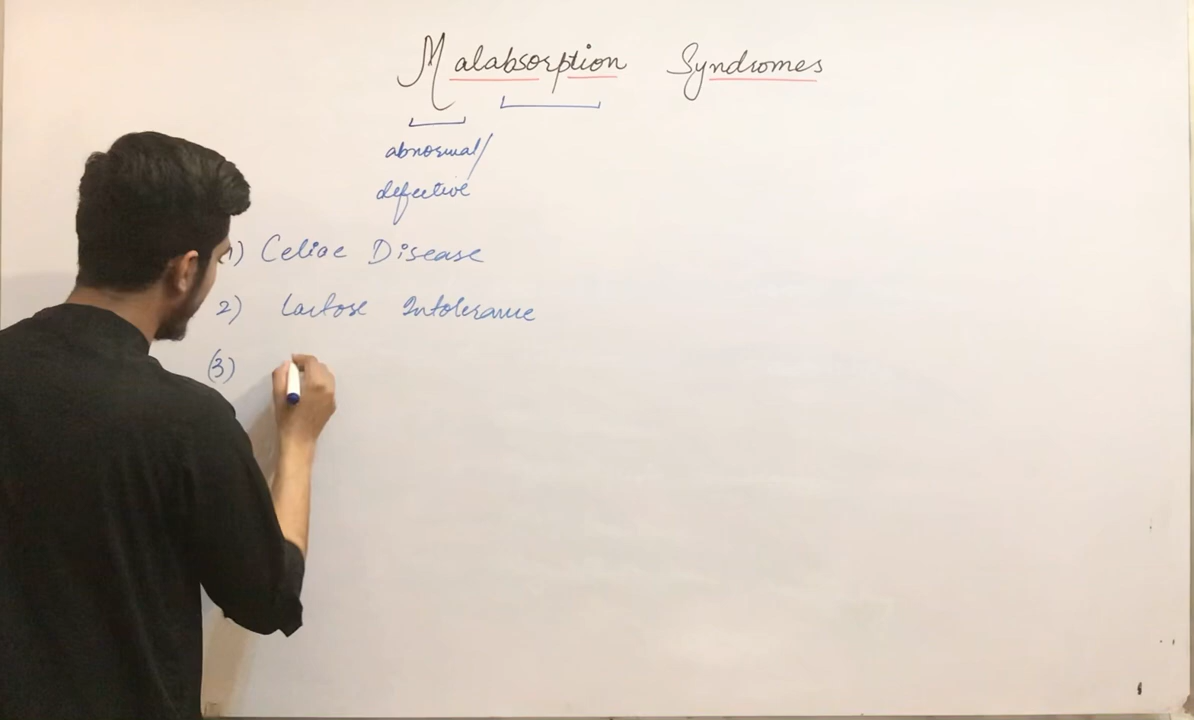 Malabsorption Syndromes
abnormal/
defective
1) Celiac Disease
2) Lactose Intolerance
(3)